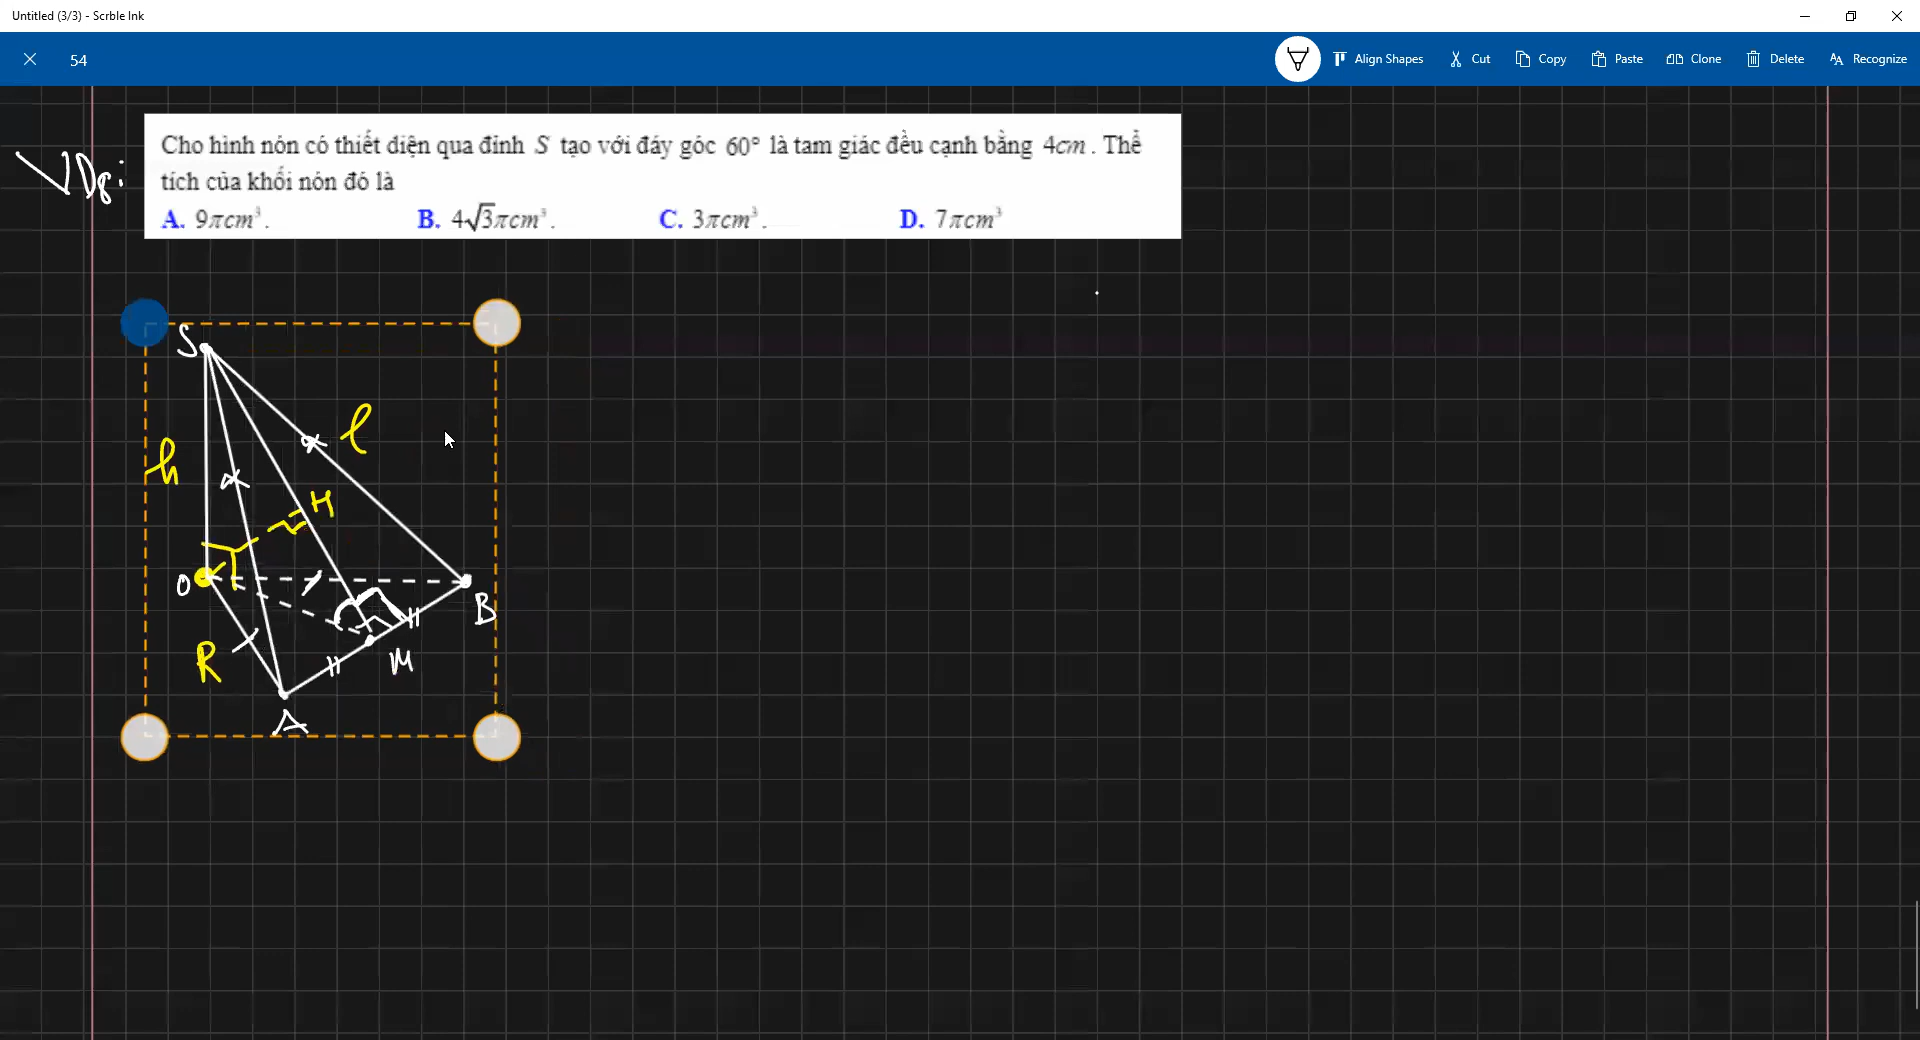 Untitled (3/3) - Scrble Ink
54
Align Shapes
Cut
Copy
Paste
Clone
Delete
Recognize
VD8:
Cho hình nón có thiết diện qua đỉnh S tạo với đáy góc 60° là tam giác đều cạnh bằng 4cm. Thể
tích của khối nón đó là
A. 9πcm³.
B. 4√3πcm³.
C. 3πcm³.
D. 7πcm³
S
l
h
H
O
B
R
M
A